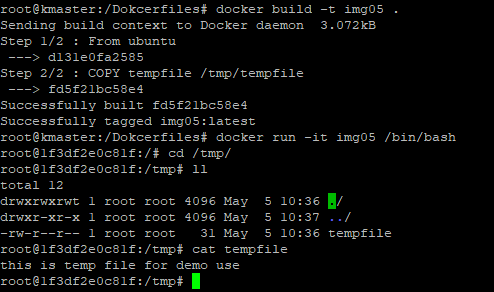 root@kmaster:/Dokcerfiles# docker build -t img05 .
Sending build context to Docker daemon  3.072kB
Step 1/2 : From ubuntu
 ---> d131e0fa2585
Step 2/2 : COPY tempfile /tmp/tempfile
 ---> fd5f21bc58e4
Successfully built fd5f21bc58e4
Successfully tagged img05:latest
root@kmaster:/Dokcerfiles# docker run -it img05 /bin/bash
root@1f3df2e0c81f:/# cd /tmp/
root@1f3df2e0c81f:/tmp# ll
total 12
drwxrwxrwt 1 root root 4096 May  5 10:36 ./
drwxr-xr-x 1 root root 4096 May  5 10:37 ../
-rw-r--r-- 1 root root   31 May  5 10:36 tempfile
root@1f3df2e0c81f:/tmp# cat tempfile
this is temp file for demo use
root@1f3df2e0c81f:/tmp#